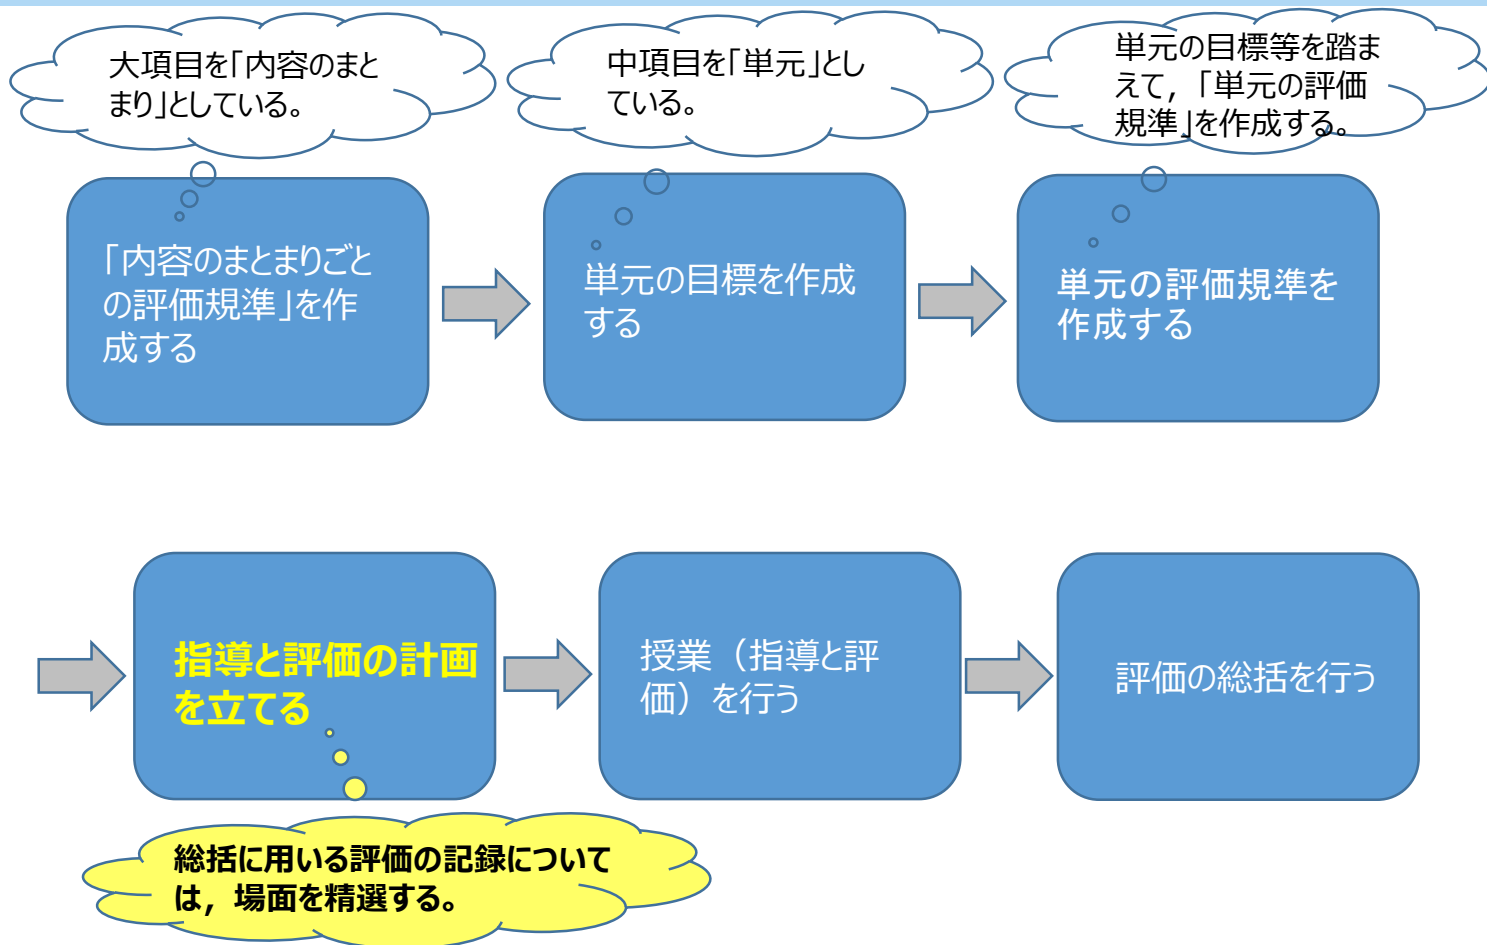 大項目を「内容のまと
まり」としている。
中項目を「単元」とし
ている。
単元の目標等を踏ま
えて，「単元の評価
規準」を作成する。
「内容のまとまりごと
の評価規準」を作
成する
単元の目標を作成
する
単元の評価規準を
作成する
指導と評価の計画
を立てる
授業（指導と評
価）を行う
評価の総括を行う
総括に用いる評価の記録について
は，場面を精選する。